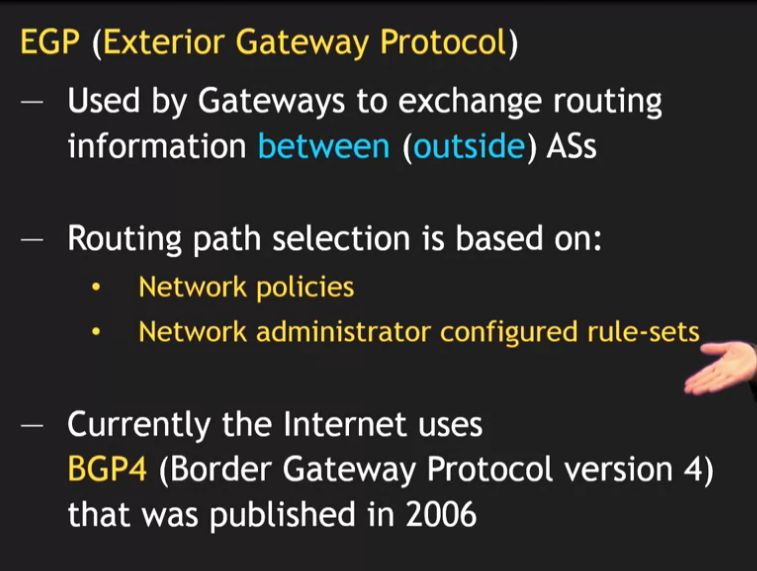 EGP (Exterior Gateway Protocol)
— Used by Gateways to exchange routing
information between (outside) ASs
— Routing path selection is based on:
• Network policies
• Network administrator configured rule-sets
— Currently the Internet uses
BGP4 (Border Gateway Protocol version 4)
that was published in 2006